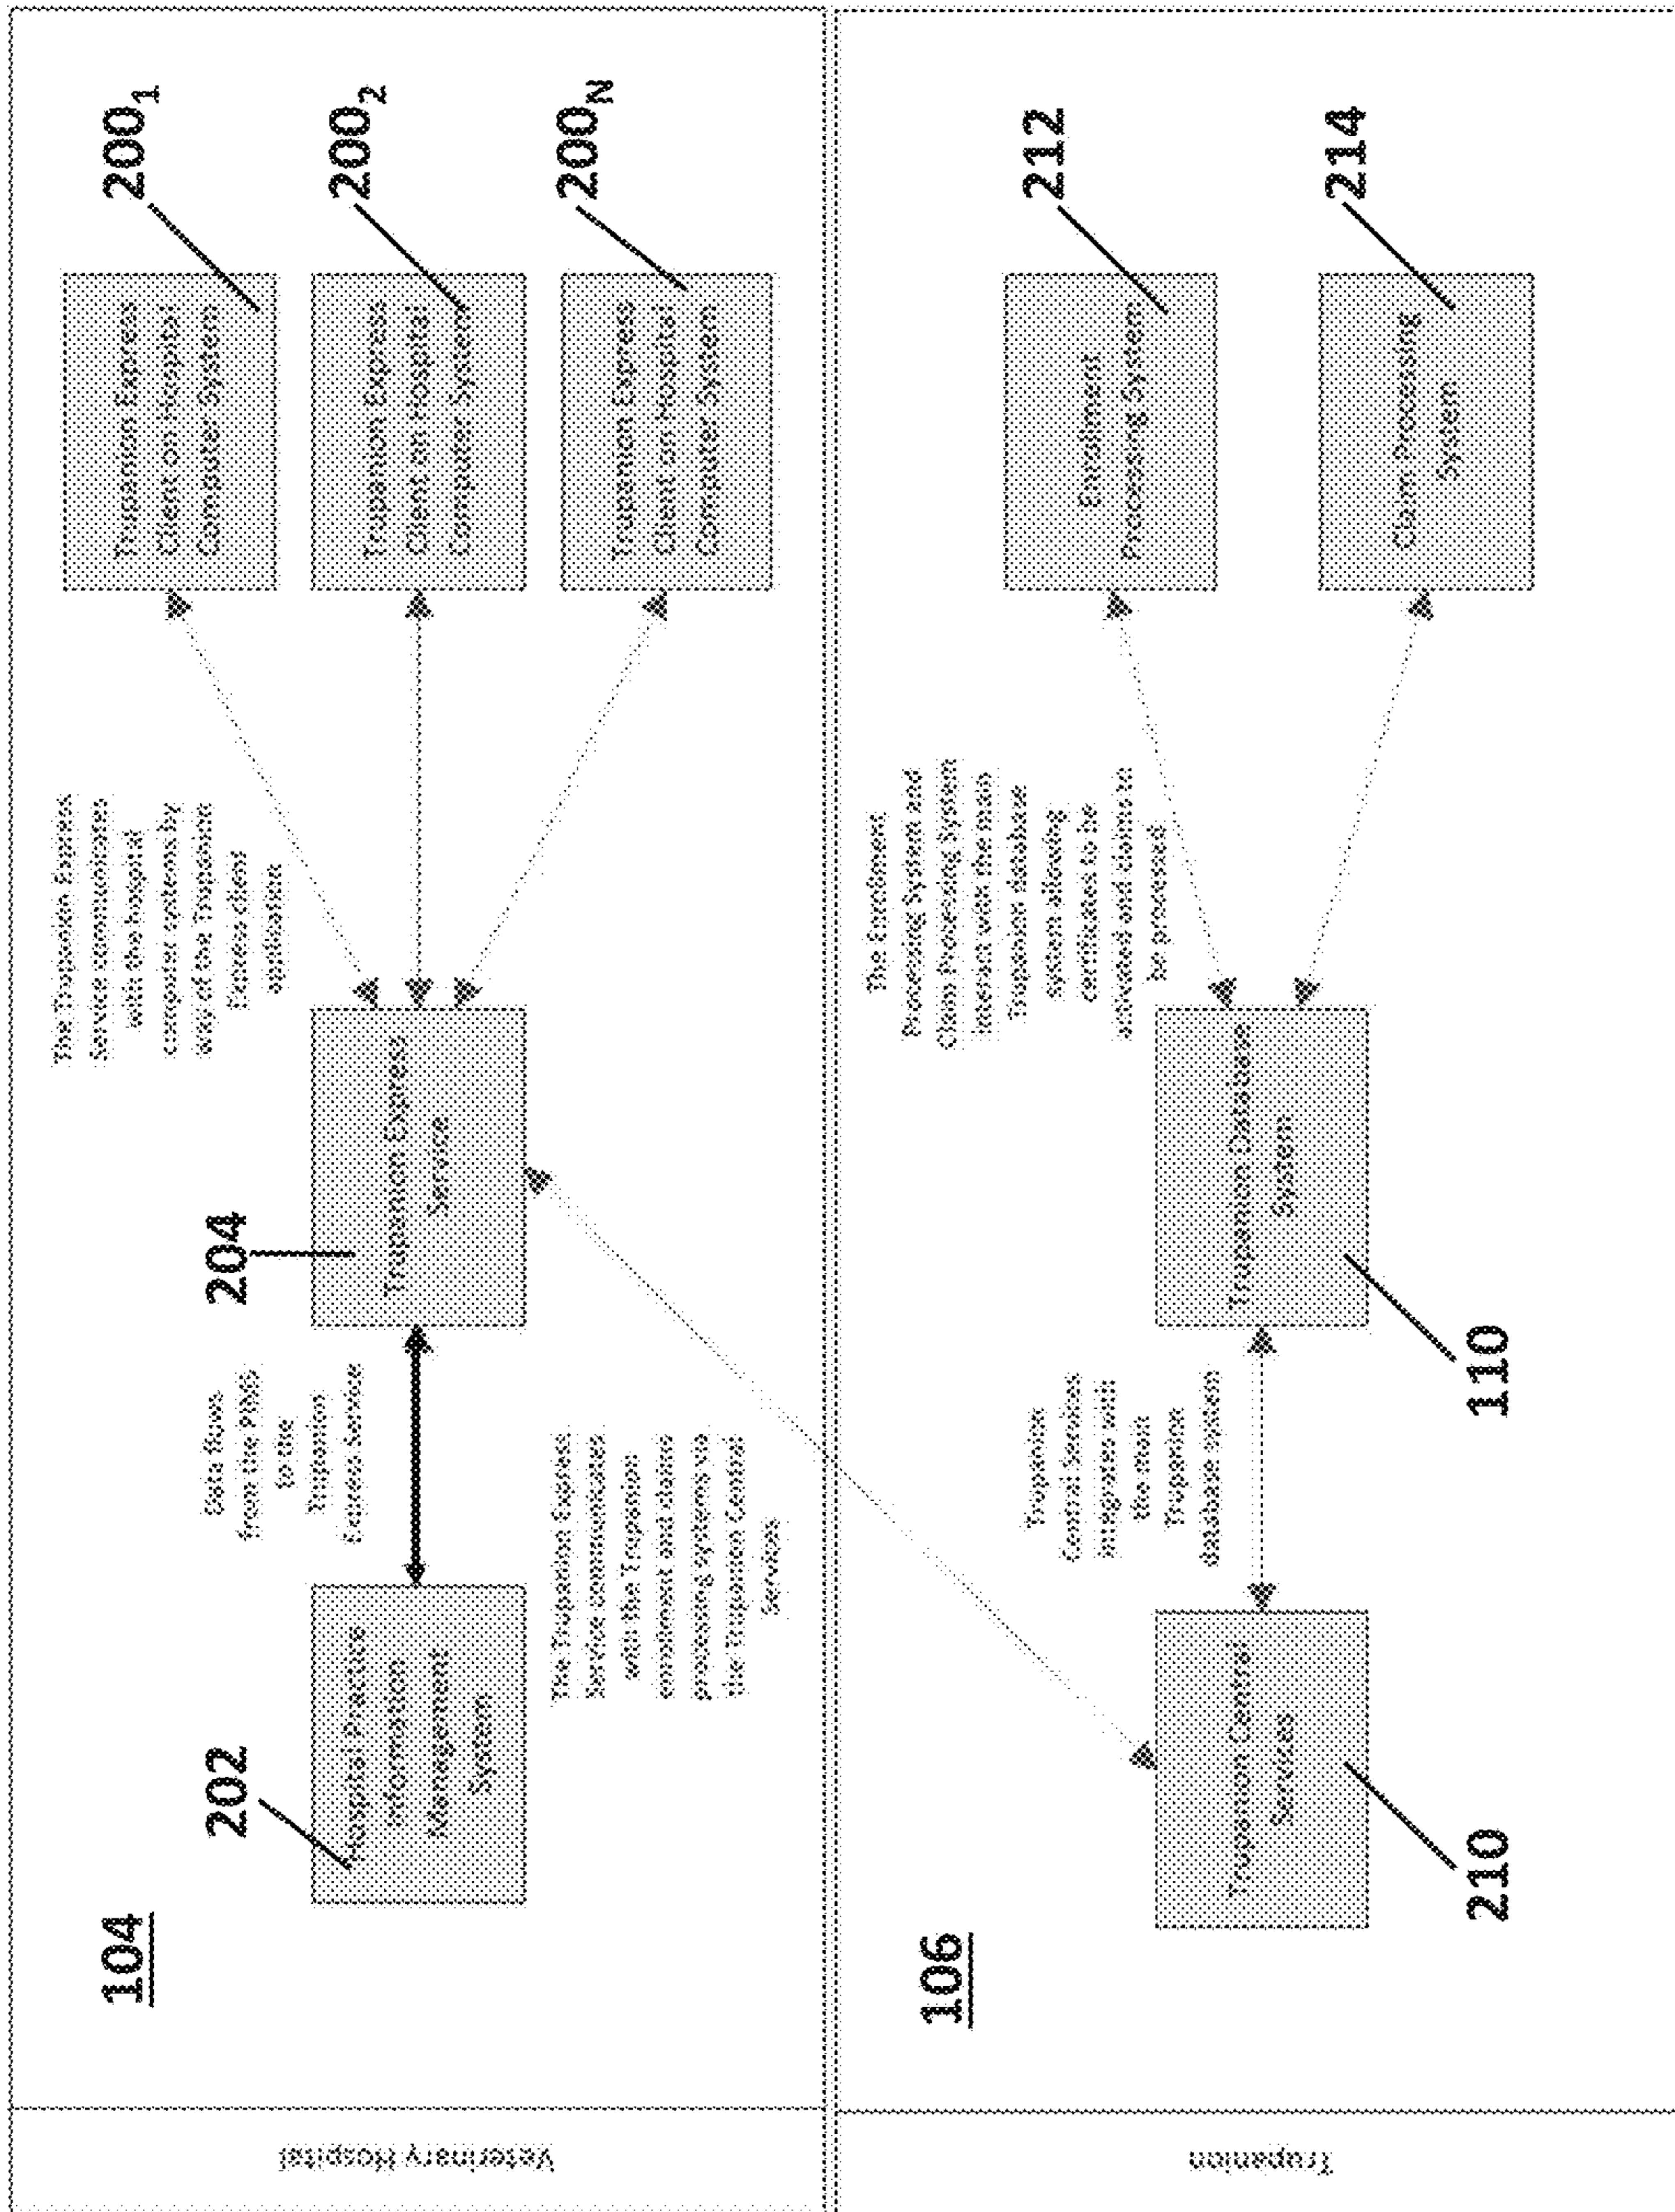 Veterinary Hospital
104
202
Hospital Practice
Information
Management
System
Data flows
from the PIMS
to the
Trupanion
Express Service
204
Trupanion Express
Service
The Trupanion Express
Service communicates
with the hospital
computer systems by
way of the Trupanion
Express client
application
Trupanion Express
Client on Hospital
Computer System
200₁
Trupanion Express
Client on Hospital
Computer System
200₂
Trupanion Express
Client on Hospital
Computer System
200N
The Trupanion Express
Service communicates
with the Trupanion
enrollment and claims
processing systems via
the Trupanion Central
Services
Trupanion
106
Trupanion Central
Services
210
Trupanion
Central Services
integrates with
the main
Trupanion
database system
Trupanion Database
System
110
The Enrollment
Processing System and
Claim Processing System
interact with the main
Trupanion database
system allowing
certificates to be
activated and claims to
be processed
Enrollment
Processing System
212
Claim Processing
System
214